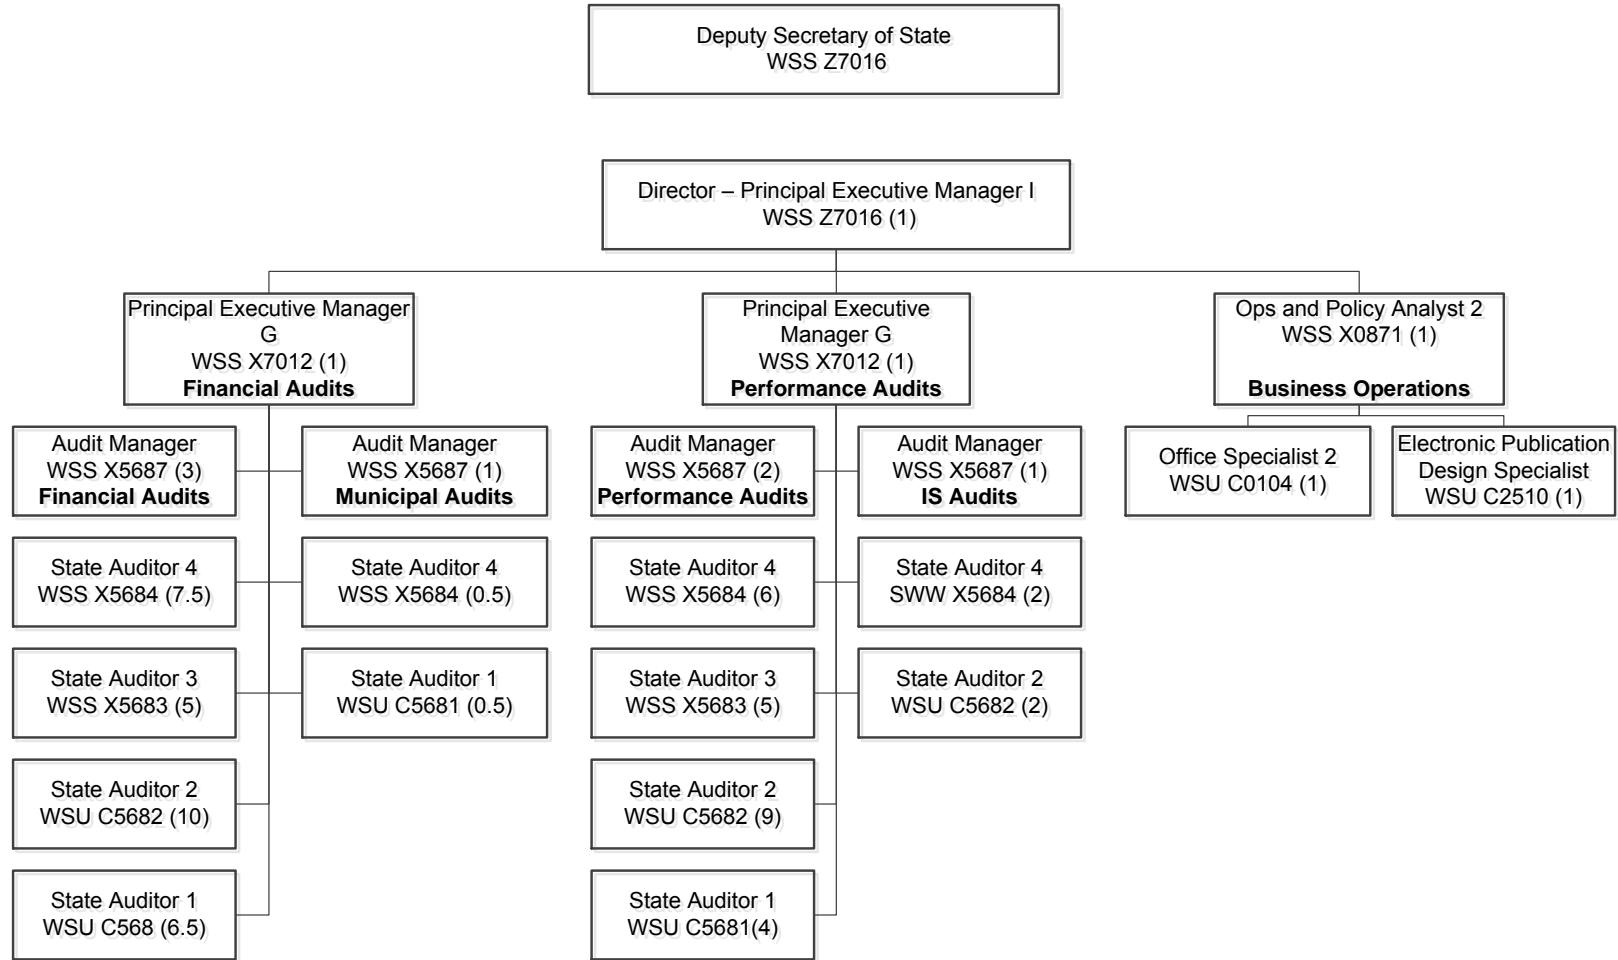 Deputy Secretary of State
WSS Z7016
Director – Principal Executive Manager I
WSS Z7016 (1)
Principal Executive Manager
G
WSS X7012 (1)
Financial Audits
Principal Executive
Manager G
WSS X7012 (1)
Performance Audits
Ops and Policy Analyst 2
WSS X0871 (1)
Business Operations
Audit Manager
WSS X5687 (3)
Financial Audits
Audit Manager
WSS X5687 (1)
Municipal Audits
Audit Manager
WSS X5687 (2)
Performance Audits
Audit Manager
WSS X5687 (1)
IS Audits
Office Specialist 2
WSU C0104 (1)
Electronic Publication
Design Specialist
WSU C2510 (1)
State Auditor 4
WSS X5684 (7.5)
State Auditor 4
WSS X5684 (0.5)
State Auditor 4
WSS X5684 (6)
State Auditor 4
SWW X5684 (2)
State Auditor 3
WSS X5683 (5)
State Auditor 1
WSU C5681 (0.5)
State Auditor 3
WSS X5683 (5)
State Auditor 2
WSU C5682 (2)
State Auditor 2
WSU C5682 (10)
State Auditor 2
WSU C5682 (9)
State Auditor 1
WSU C568 (6.5)
State Auditor 1
WSU C5681(4)